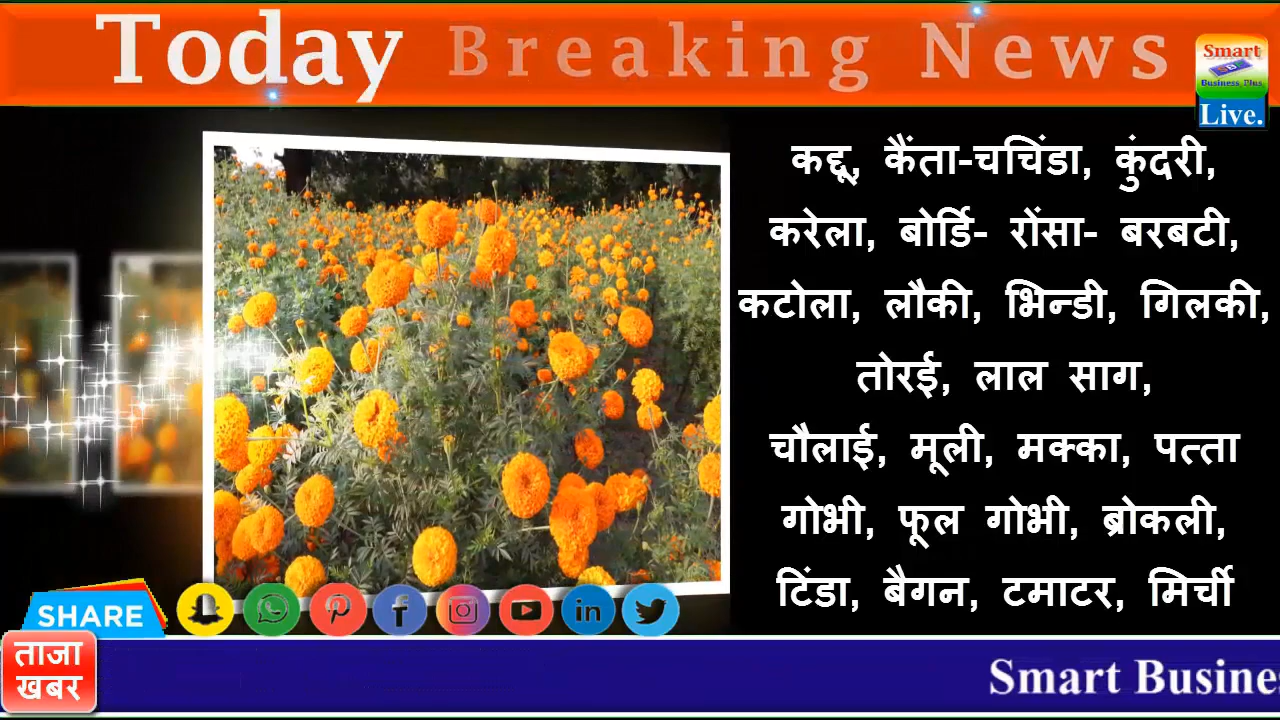 Today Breaking News
Smart
Business Plus
Live.
कद्दू, कैंता-चचिंडा, कुंदरी,
करेला, बोर्डि- रोंसा- बरबटी,
कटोला, लौकी, भिन्डी, गिलकी,
तोरई, लाल साग,
चौलाई, मूली, मक्का, पत्ता
गोभी, फूल गोभी, ब्रोकली,
टिंडा, बैगन, टमाटर, मिर्ची
SHARE
ताजा
खबर
Smart Busine